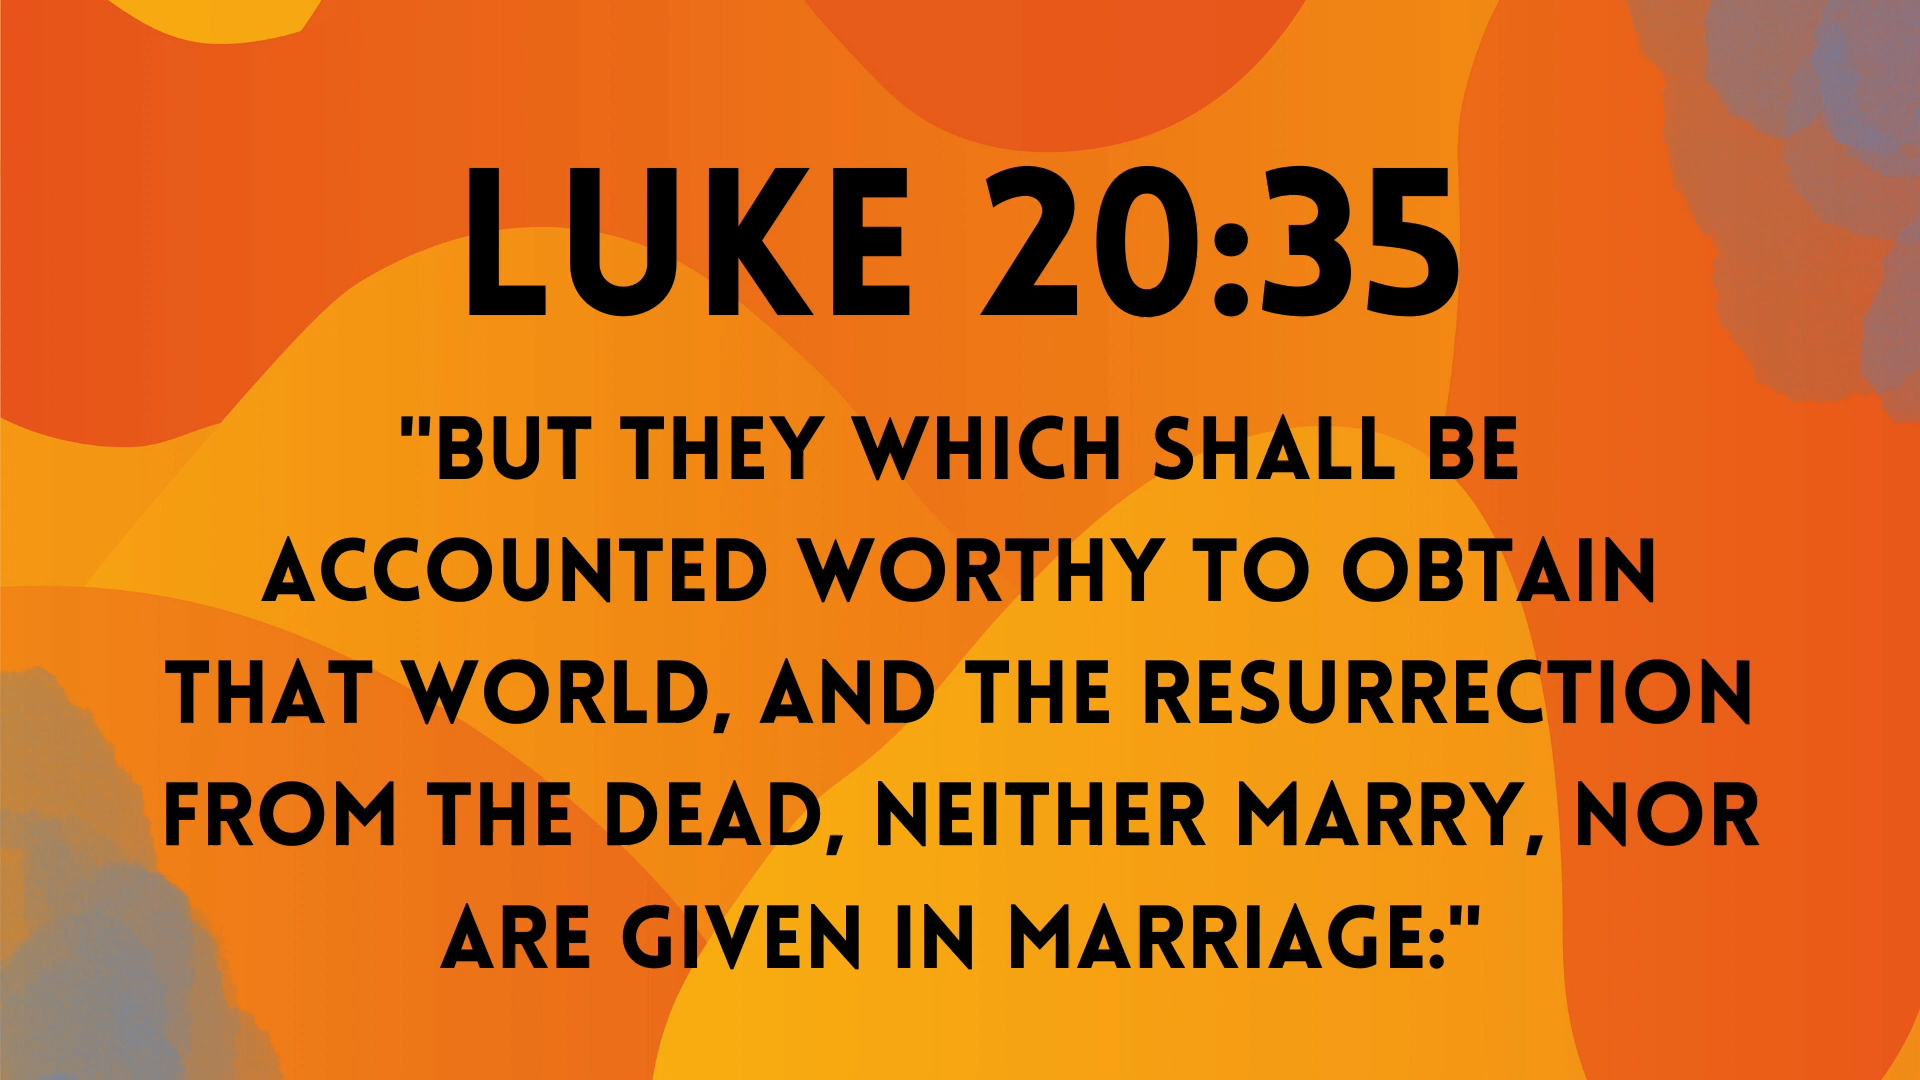 LUKE 20:35
"BUT THEY WHICH SHALL BE
ACCOUNTED WORTHY TO OBTAIN
THAT WORLD, AND THE RESURRECTION
FROM THE DEAD, NEITHER MARRY, NOR
ARE GIVEN IN MARRIAGE:"